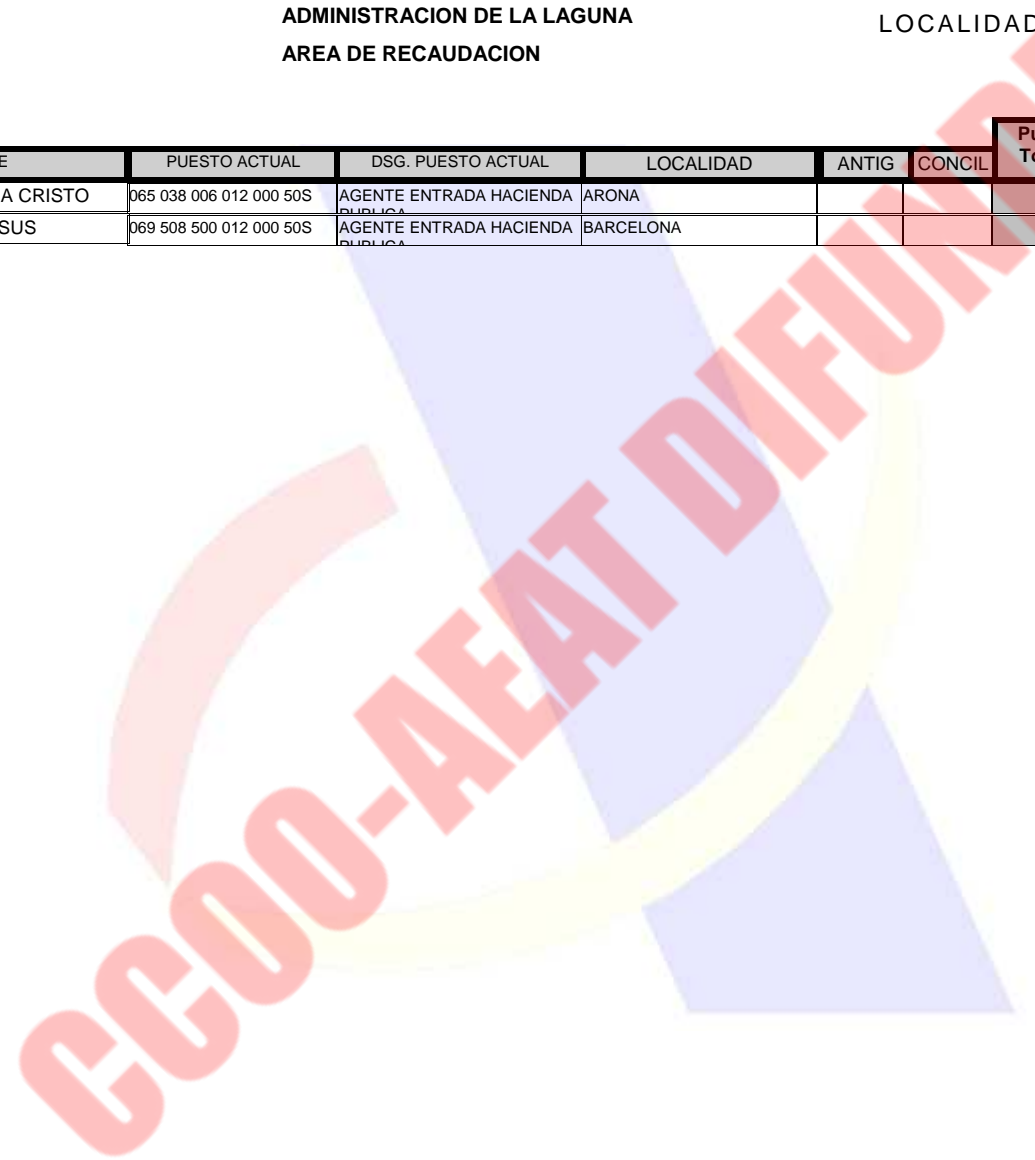 ADMINISTRACION DE LA LAGUNA
LOCALIDAD
AREA DE RECAUDACION
E PUESTO ACTUAL DSG. PUESTO ACTUAL LOCALIDAD ANTIG CONCIL
A CRISTO 065 038 006 012 000 50S AGENTE ENTRADA HACIENDA ARONA
PUBLICA
SUS 069 508 500 012 000 50S AGENTE ENTRADA HACIENDA BARCELONA
PUBLICA
CCOO-AEAT